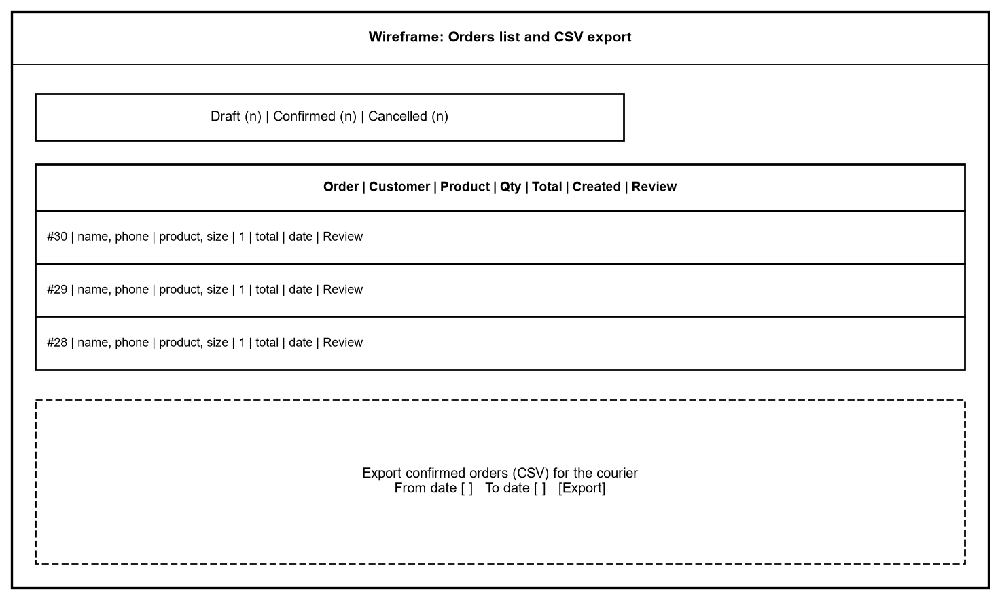 Wireframe: Orders list and CSV export
Draft (n) | Confirmed (n) | Cancelled (n)
Order | Customer | Product | Qty | Total | Created | Review
#30 | name, phone | product, size | 1 | total | date | Review
#29 | name, phone | product, size | 1 | total | date | Review
#28 | name, phone | product, size | 1 | total | date | Review
Export confirmed orders (CSV) for the courier
From date [ ]   To date [ ]   [Export]